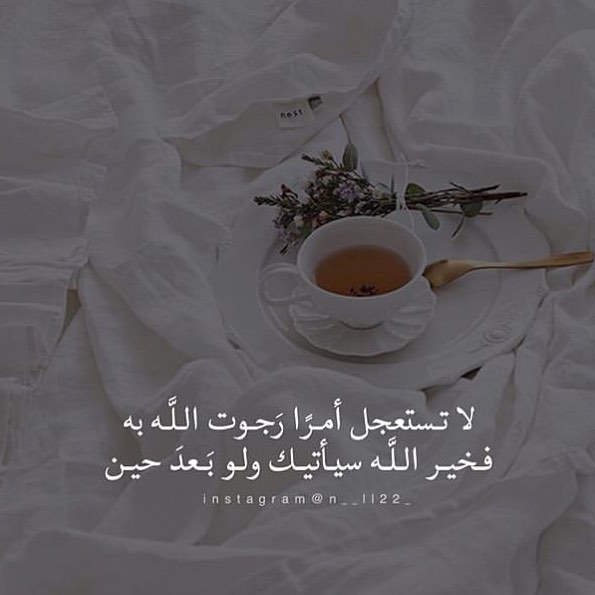 nest
لا تستعجل أمرًا رَجوت اللَّه به
فخير اللَّه سيأتيك ولو بَعدَ حين
instagram@n__ll22_